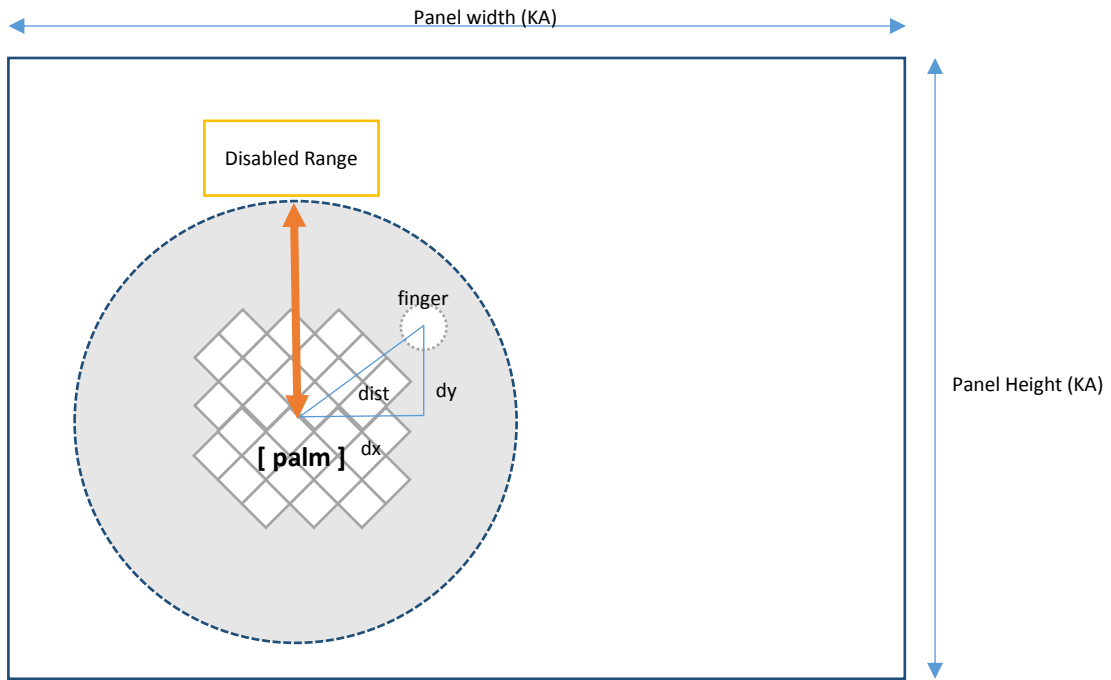 Panel width (KA)
Disabled Range
finger
dist
dy
Panel Height (KA)
dx
[ palm ]